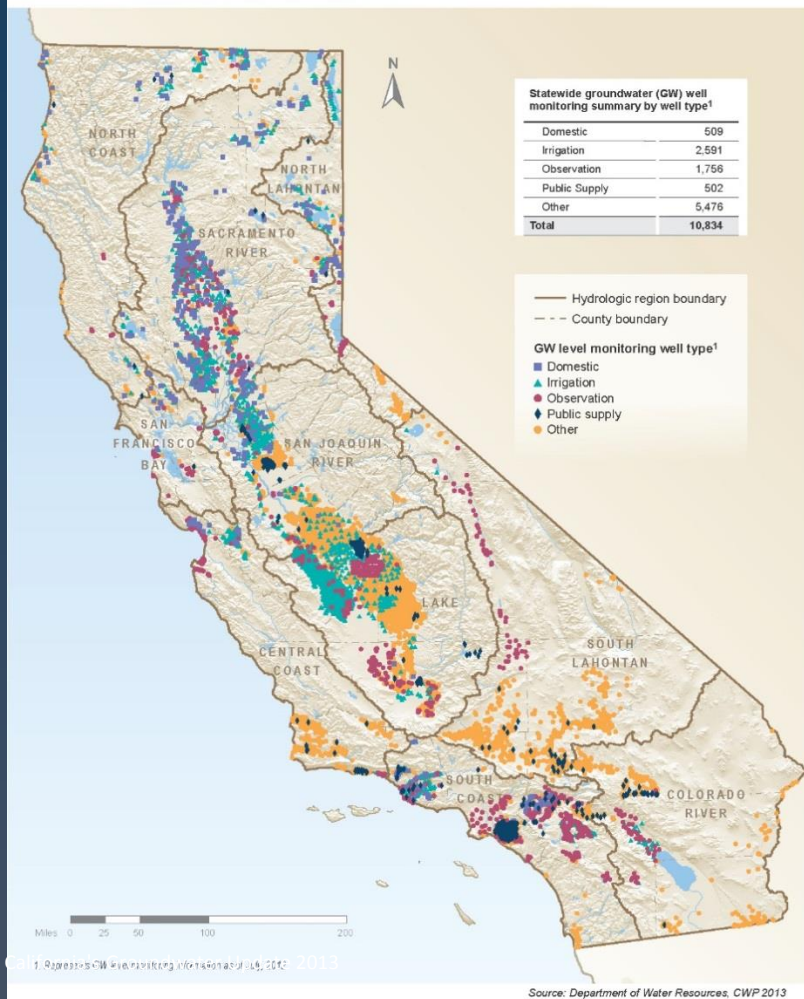 N
Statewide groundwater (GW) well
monitoring summary by well type¹
Domestic 509
Irrigation 2,591
Observation 1,756
Public Supply 502
Other 5,476
Total 10,834
Hydrologic region boundary
County boundary
GW level monitoring well type¹
Domestic
Irrigation
Observation
Public supply
Other
NORTH
COAST
NORTH
LAHONTAN
SACRAMENTO
RIVER
SAN
FRANCISCO
BAY
SAN JOAQUIN
RIVER
LAKE
CENTRAL
COAST
SOUTH
LAHONTAN
SOUTH
COAST
COLORADO
RIVER
Miles 0 25 50 100 200
California's Groundwater Update 2013
Source: Department of Water Resources, CWP 2013